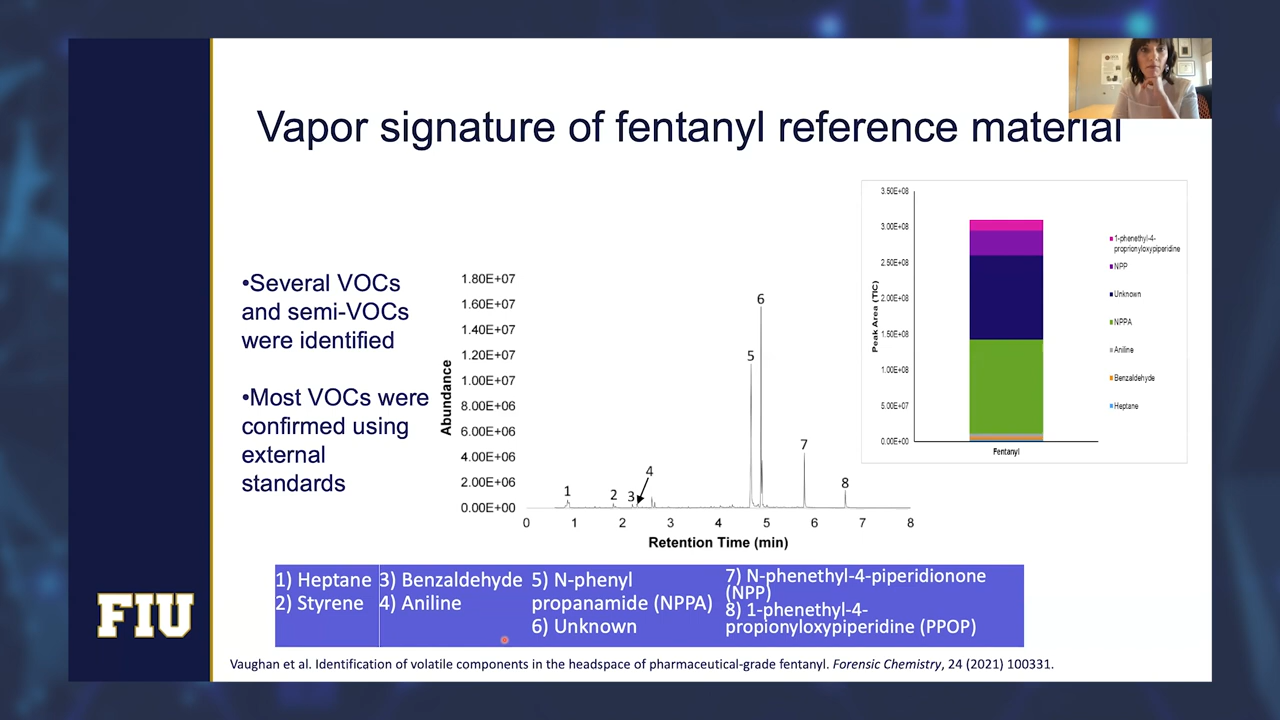 Vapor signature of fentanyl reference material
•Several VOCs
and semi-VOCs
were identified
•Most VOCs were
confirmed using
external
standards
Abundance
1.80E+07
1.60E+07
1.40E+07
1.20E+07
1.00E+07
8.00E+06
6.00E+06
4.00E+06
2.00E+06
0.00E+00
1
2
3
4
5
6
7
8
0 1 2 3 4 5 6 7 8
Retention Time (min)
Peak Area (TIC)
3.50E+08
3.00E+08
2.50E+08
2.00E+08
1.50E+08
1.00E+08
5.00E+07
0.00E+00
Fentanyl
1-phenethyl-4-
proprionyloxypiperidine
NPP
Unknown
NPPA
Aniline
Benzaldehyde
Heptane
1) Heptane
2) Styrene
3) Benzaldehyde
4) Aniline
5) N-phenyl
propanamide (NPPA)
6) Unknown
7) N-phenethyl-4-piperidionone
(NPP)
8) 1-phenethyl-4-
propionyloxypiperidine (PPOP)
FIU
Vaughan et al. Identification of volatile components in the headspace of pharmaceutical-grade fentanyl. Forensic Chemistry, 24 (2021) 100331.